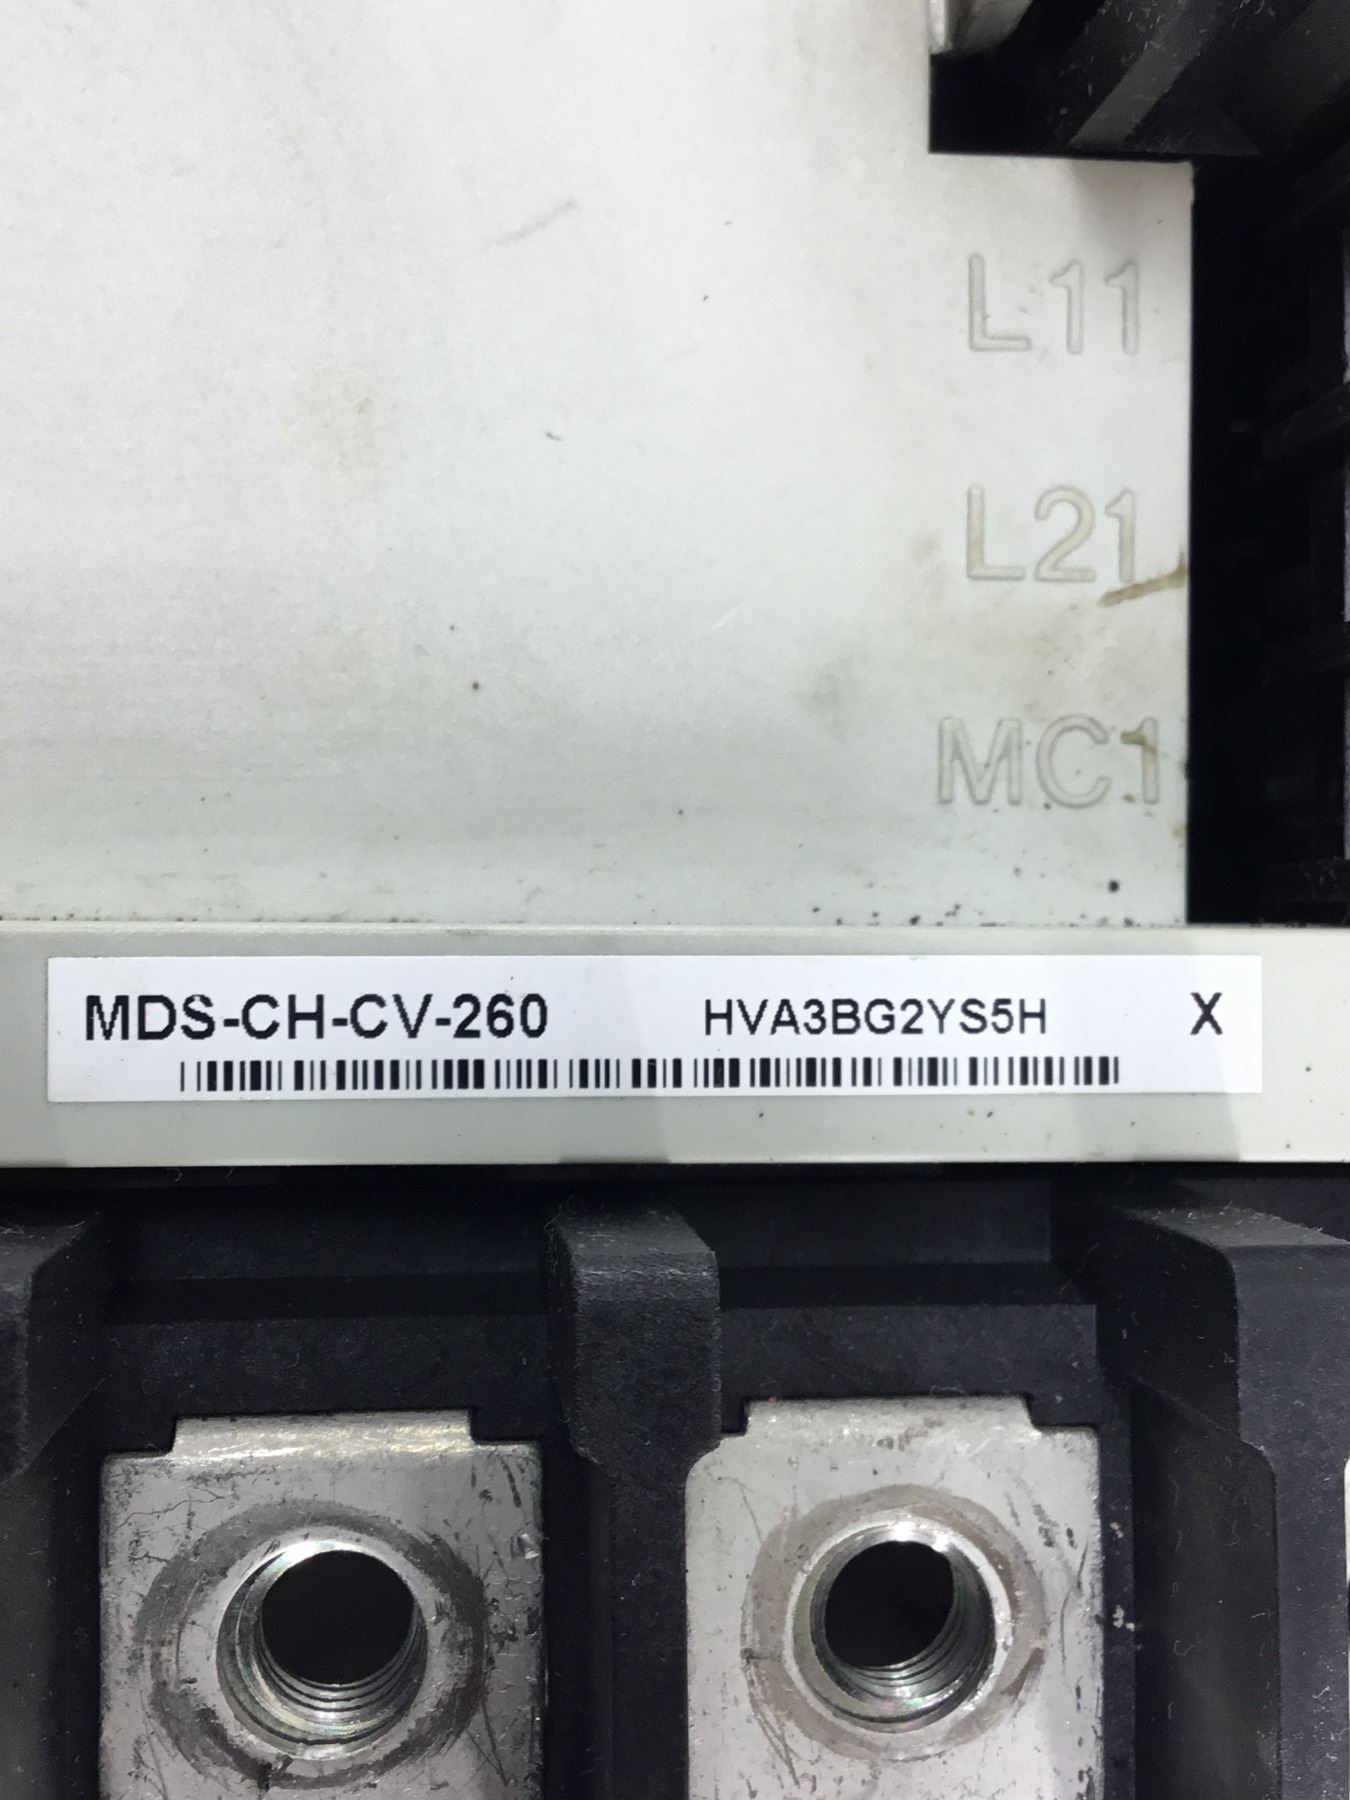 L11
L21
MC1
MDS-CH-CV-260 HVA3BG2YS5H X